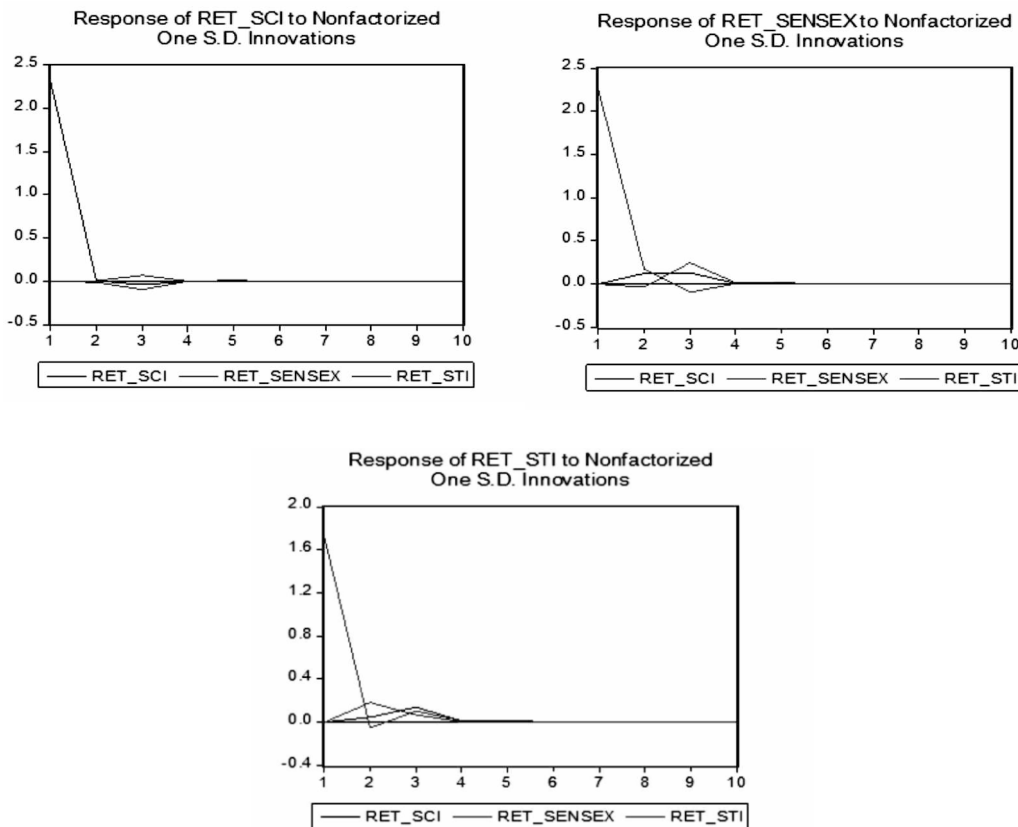 Response of RET_SCI to Nonfactorized
One S.D. Innovations
2.5
2.0
1.5
1.0
0.5
0.0
-0.5
1 2 3 4 5 6 7 8 9 10
RET_SCI RET_SENSEX RET_STI
Response of RET_SENSEX to Nonfactorized
One S.D. Innovations
2.5
2.0
1.5
1.0
0.5
0.0
-0.5
1 2 3 4 5 6 7 8 9 10
RET_SCI RET_SENSEX RET_STI
Response of RET_STI to Nonfactorized
One S.D. Innovations
2.0
1.6
1.2
0.8
0.4
0.0
-0.4
1 2 3 4 5 6 7 8 9 10
RET_SCI RET_SENSEX RET_STI